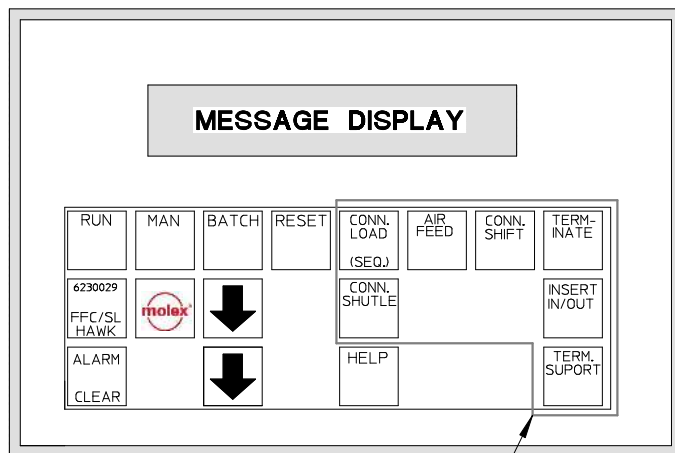 MESSAGE DISPLAY
RUN
MAN
BATCH
RESET
CONN.
LOAD
(SEQ.)
AIR
FEED
CONN.
SHIFT
TERM-
INATE
6230029
FFC/SL
HAWK
molex
CONN.
SHUTLE
INSERT
IN/OUT
ALARM
CLEAR
HELP
TERM.
SUPORT